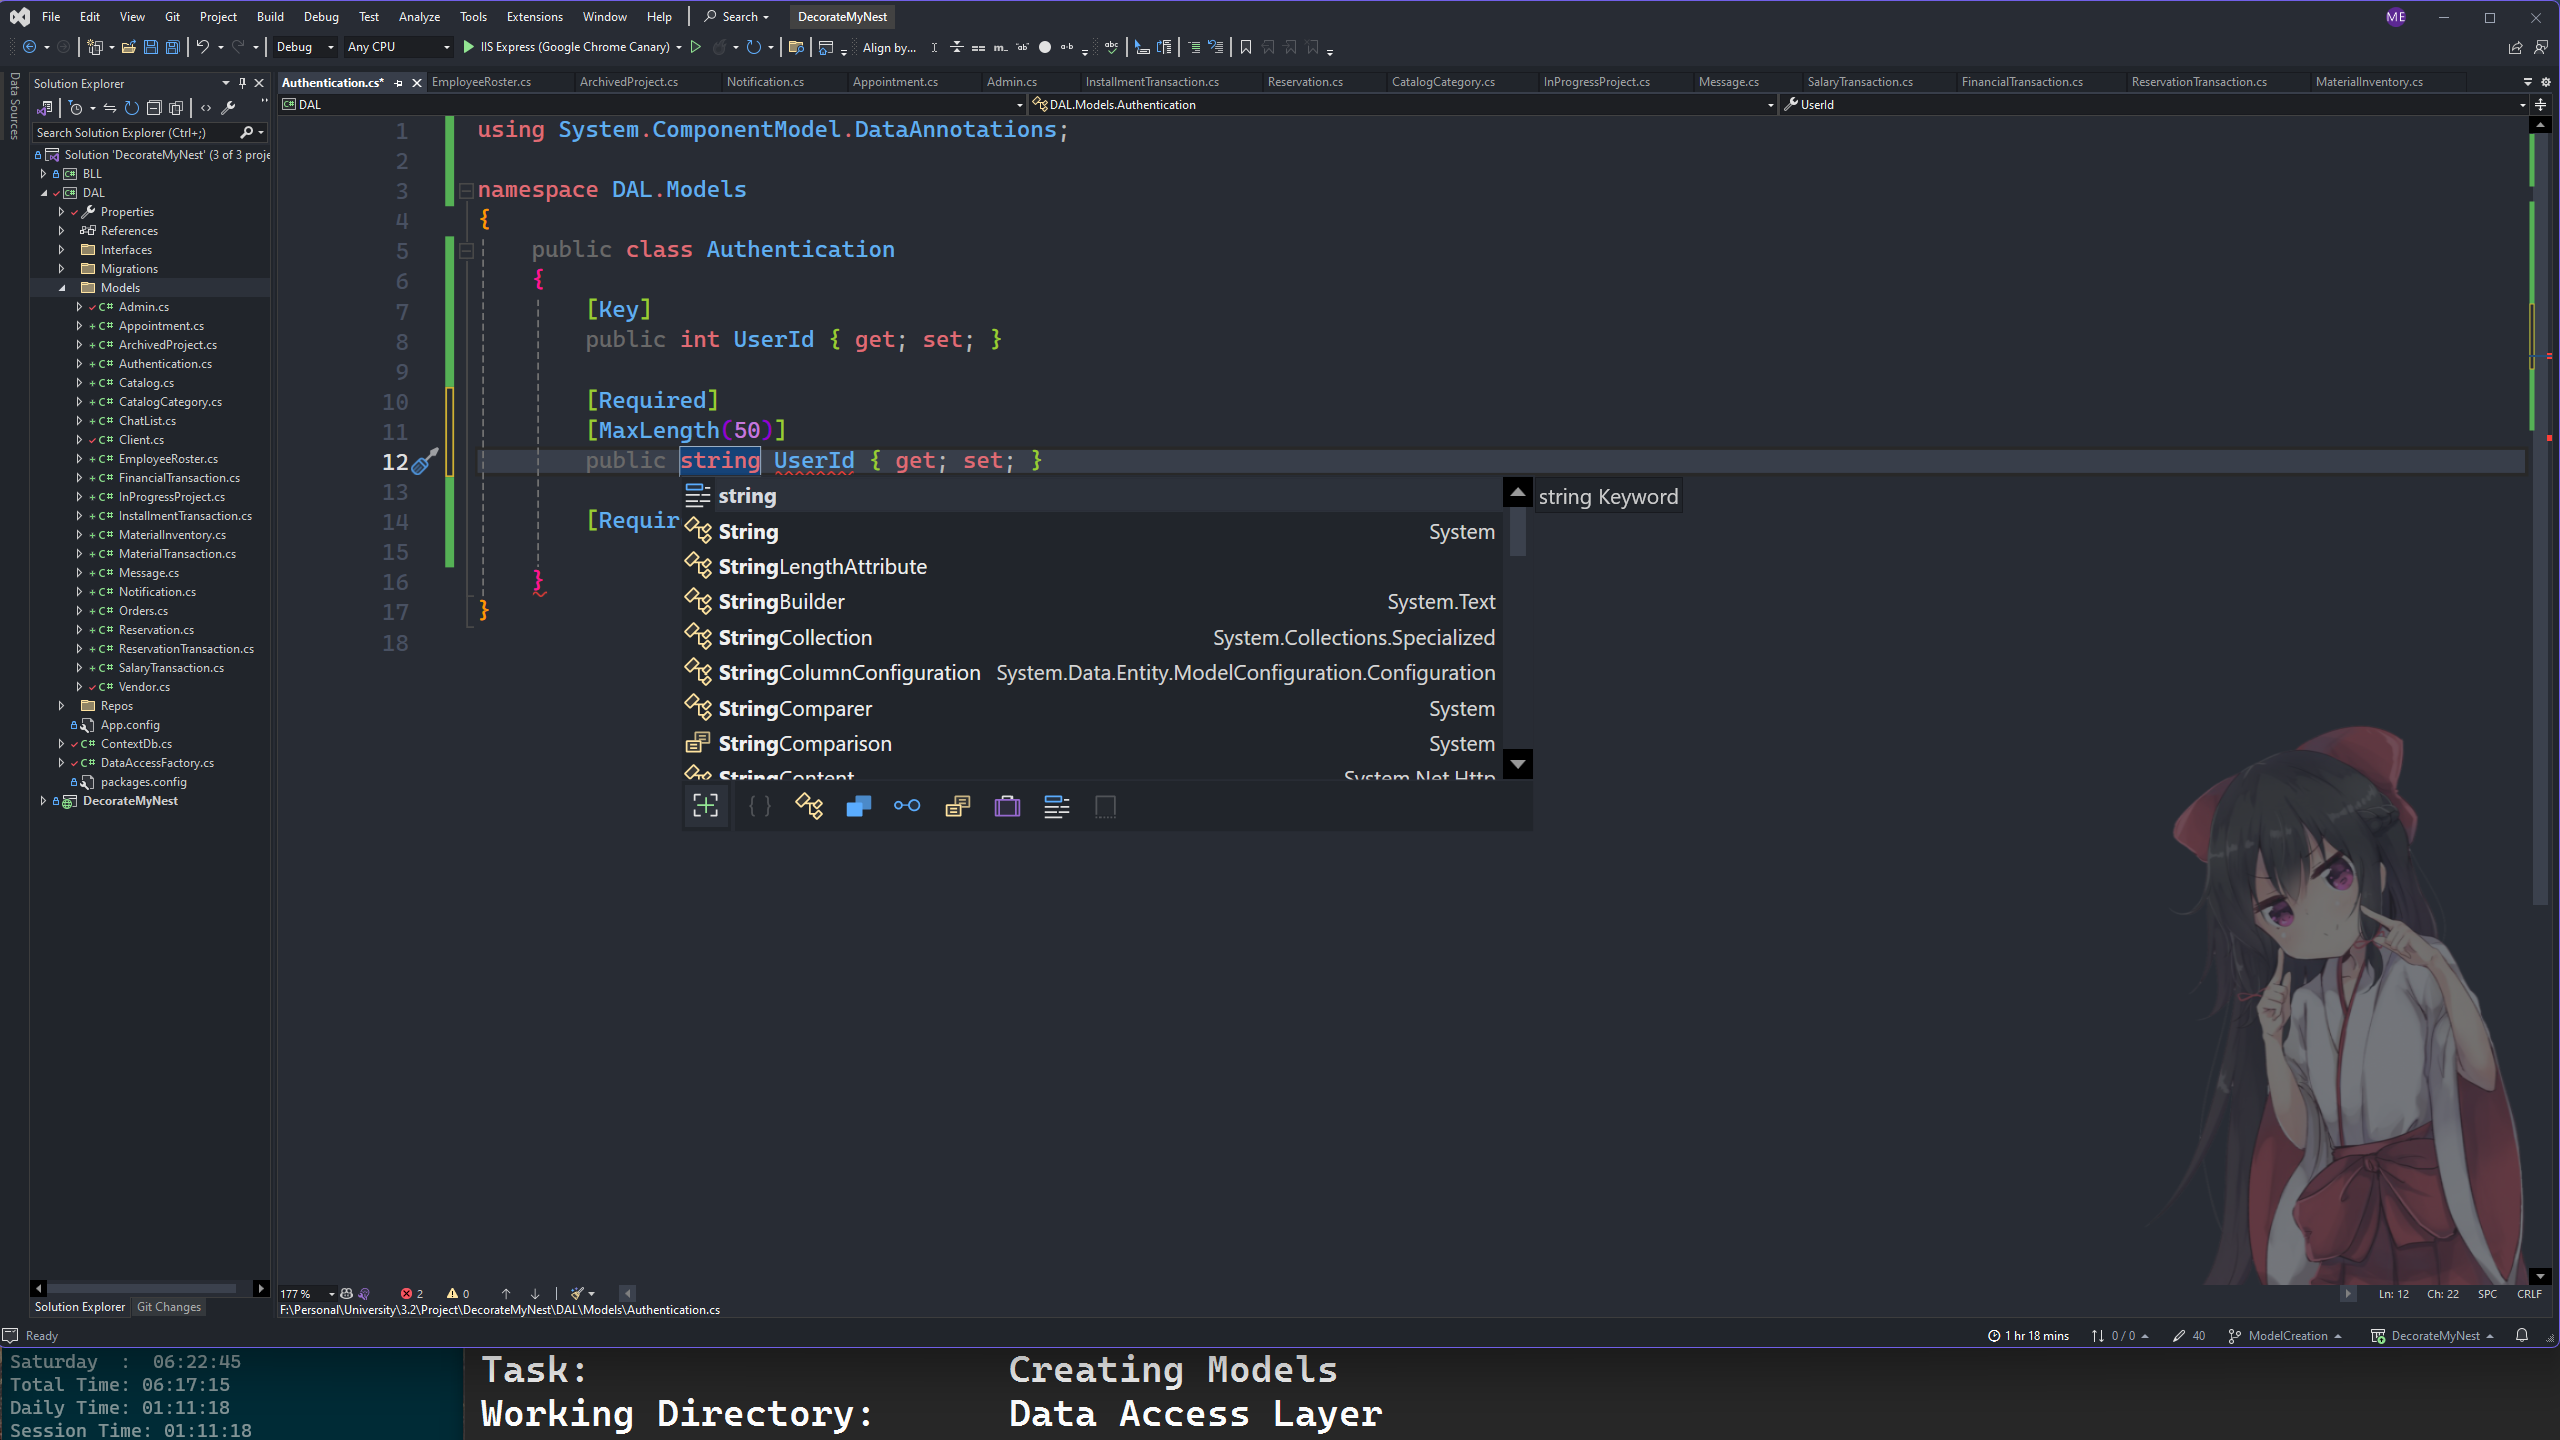 File Edit View Git Project Build Debug Test Analyze Tools Extensions Window Help Search DecorateMyNest ME
Debug Any CPU IIS Express (Google Chrome Canary) Align by...
Data Sources
Solution Explorer
Search Solution Explorer (Ctrl+;)
Solution 'DecorateMyNest' (3 of 3 proje
BLL
DAL
Properties
References
Interfaces
Migrations
Models
C# Admin.cs
C# Appointment.cs
C# ArchivedProject.cs
C# Authentication.cs
C# Catalog.cs
C# CatalogCategory.cs
C# ChatList.cs
C# Client.cs
C# EmployeeRoster.cs
C# FinancialTransaction.cs
C# InProgressProject.cs
C# InstallmentTransaction.cs
C# MaterialInventory.cs
C# MaterialTransaction.cs
C# Message.cs
C# Notification.cs
C# Orders.cs
C# Reservation.cs
C# ReservationTransaction.cs
C# SalaryTransaction.cs
C# Vendor.cs
Repos
App.config
C# ContextDb.cs
C# DataAccessFactory.cs
packages.config
DecorateMyNest
Solution Explorer Git Changes
Authentication.cs* EmployeeRoster.cs ArchivedProject.cs Notification.cs Appointment.cs Admin.cs InstallmentTransaction.cs Reservation.cs CatalogCategory.cs InProgressProject.cs Message.cs SalaryTransaction.cs FinancialTransaction.cs ReservationTransaction.cs MaterialInventory.cs
DAL DAL.Models.Authentication UserId
1 using System.ComponentModel.DataAnnotations;
2
3 namespace DAL.Models
4 {
5 public class Authentication
6 {
7 [Key]
8 public int UserId { get; set; }
9
10 [Required]
11 [MaxLength(50)]
12 public string UserId { get; set; }
13
14 [Requir
15
16 }
17 }
18
string string Keyword
String System
StringLengthAttribute
StringBuilder System.Text
StringCollection System.Collections.Specialized
StringColumnConfiguration System.Data.Entity.ModelConfiguration.Configuration
StringComparer System
StringComparison System
StringContent System.Net.Http
177 % 2 0 Ln: 12 Ch: 22 SPC CRLF
F:\Personal\University\3.2\Project\DecorateMyNest\DAL\Models\Authentication.cs
Ready 1 hr 18 mins 0 / 0 40 ModelCreation DecorateMyNest
Saturday : 06:22:45
Total Time: 06:17:15
Daily Time: 01:11:18
Session Time: 01:11:18
Task: Creating Models
Working Directory: Data Access Layer